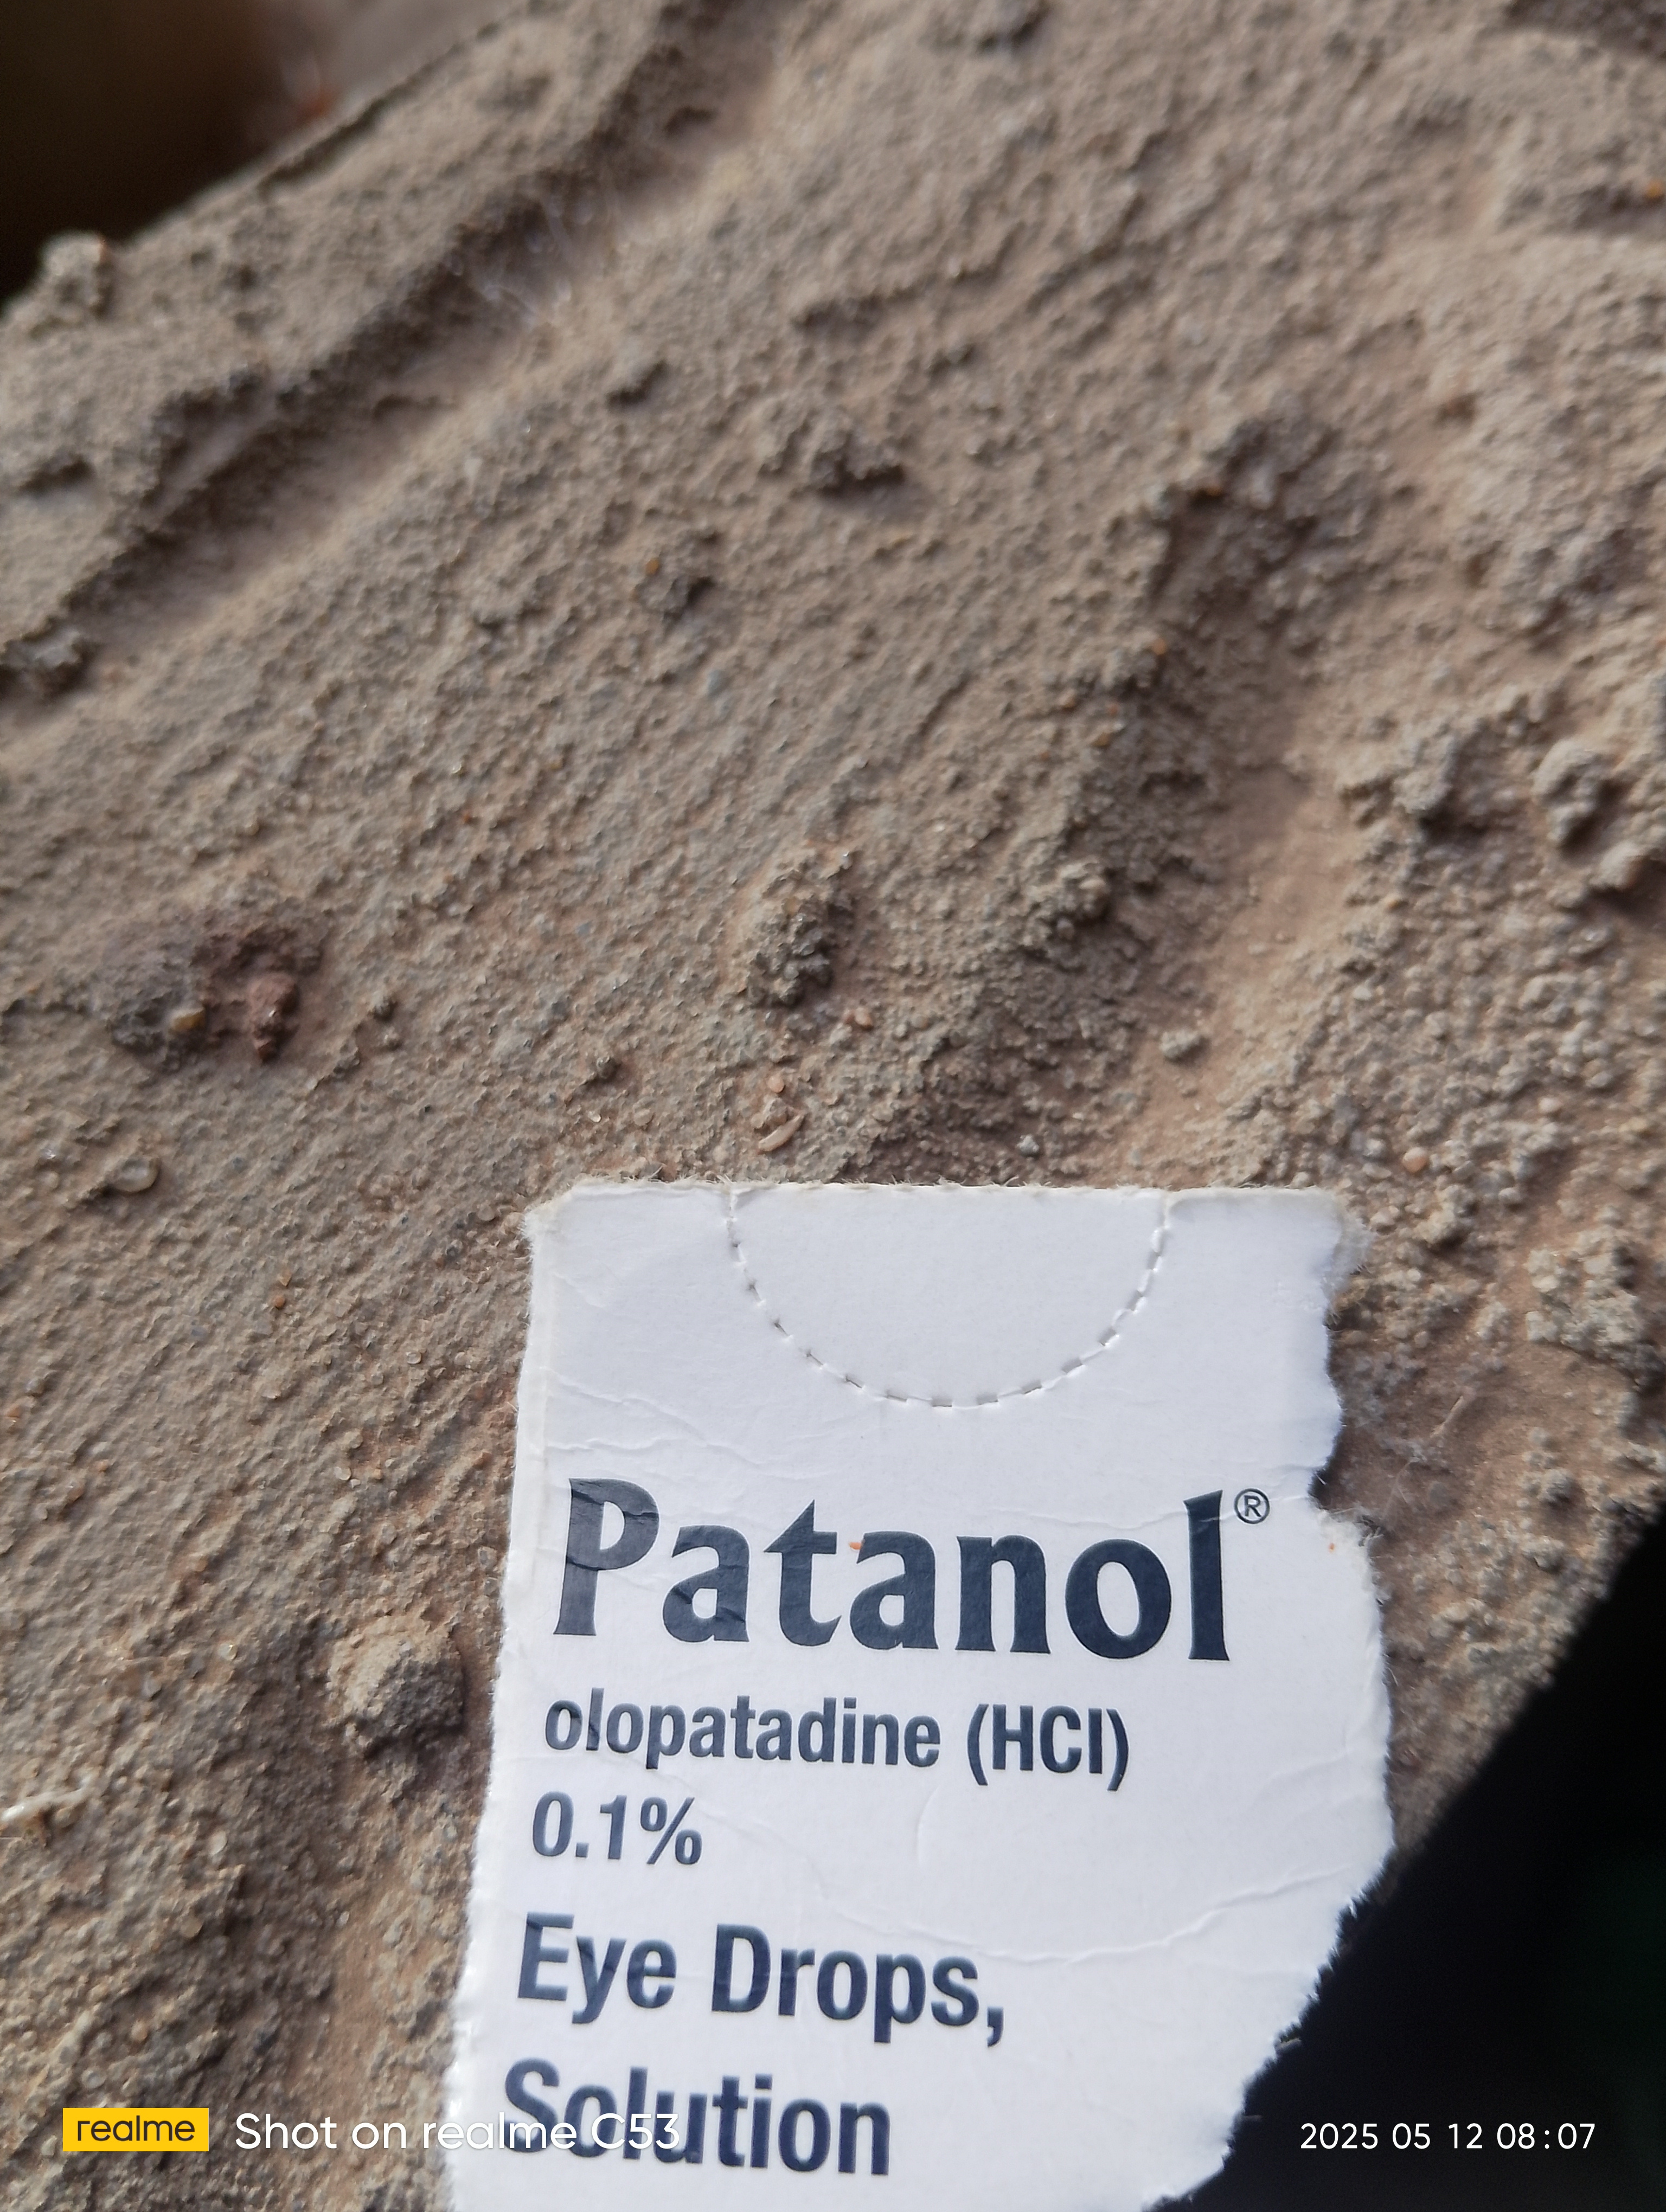 Patanol®
olopatadine (HCl)
0.1%
Eye Drops,
Solution
realme Shot on realme C53
2025 05 12 08:07